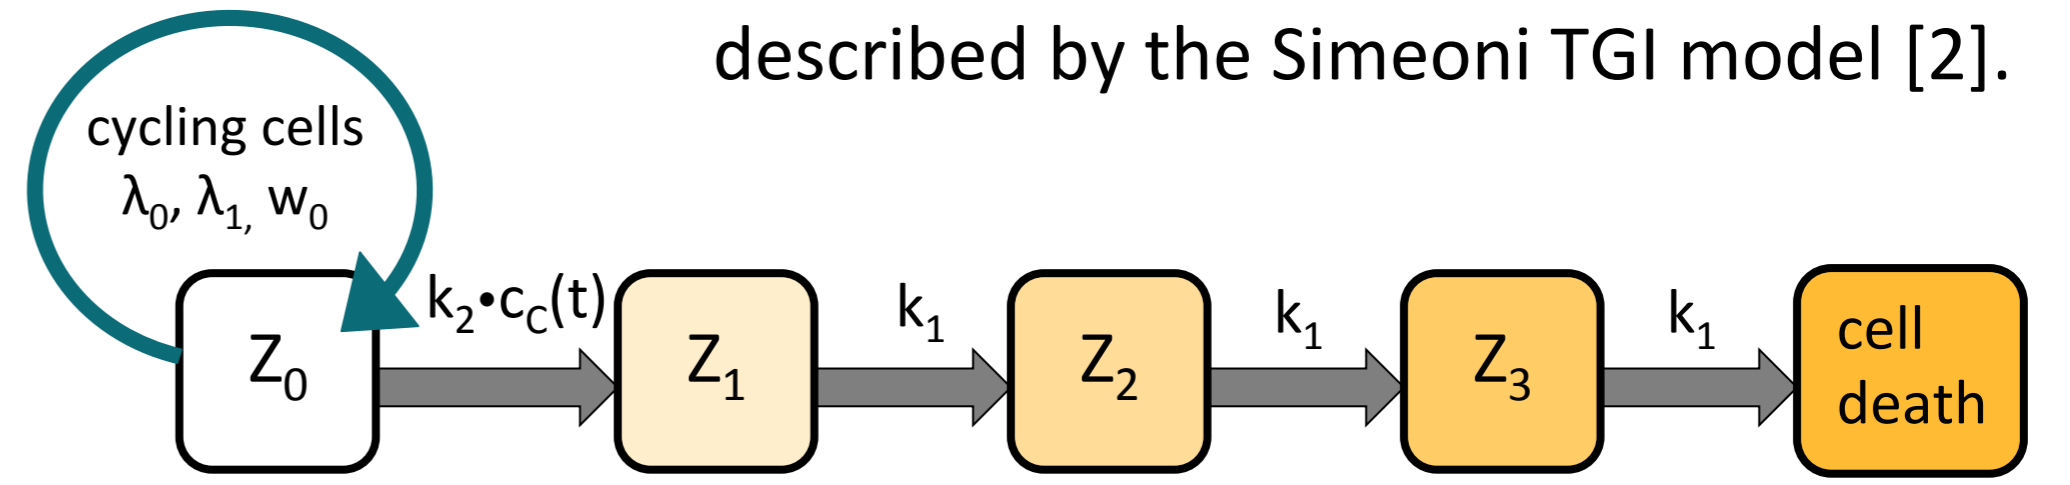 described by the Simeoni TGI model [2].
cycling cells
λ₀, λ₁, w₀
k₂•c_C(t)
k₁
k₁
k₁
Z₀
Z₁
Z₂
Z₃
cell
death